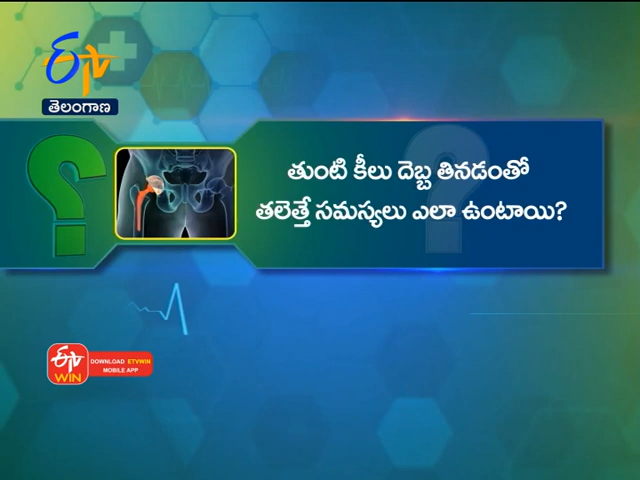 ETV
తెలంగాణ
తుంటి కీలు దెబ్బ తినడంతో
తలెత్తే సమస్యలు ఎలా ఉంటాయి?
ETV
WIN
DOWNLOAD ETVWIN
MOBILE APP